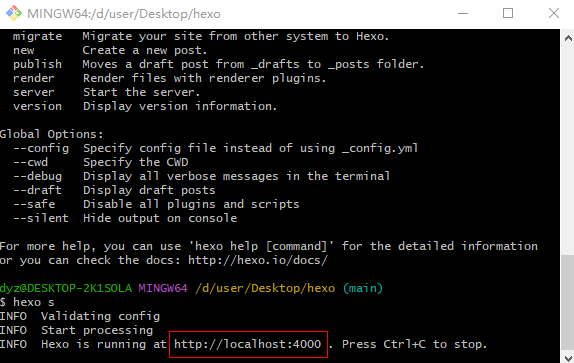 MINGW64:/d/user/Desktop/hexo
migrate Migrate your site from other system to Hexo.
new Create a new post.
publish Moves a draft post from _drafts to _posts folder.
render Render files with renderer plugins.
server Start the server.
version Display version information.
Global Options:
--config Specify config file instead of using _config.yml
--cwd Specify the CWD
--debug Display all verbose messages in the terminal
--draft Display draft posts
--safe Disable all plugins and scripts
--silent Hide output on console
For more help, you can use 'hexo help [command]' for the detailed information
or you can check the docs: http://hexo.io/docs/
dyz@DESKTOP-2K1SOLA MINGW64 /d/user/Desktop/hexo (main)
$ hexo s
INFO Validating config
INFO Start processing
INFO Hexo is running at http://localhost:4000 . Press Ctrl+C to stop.